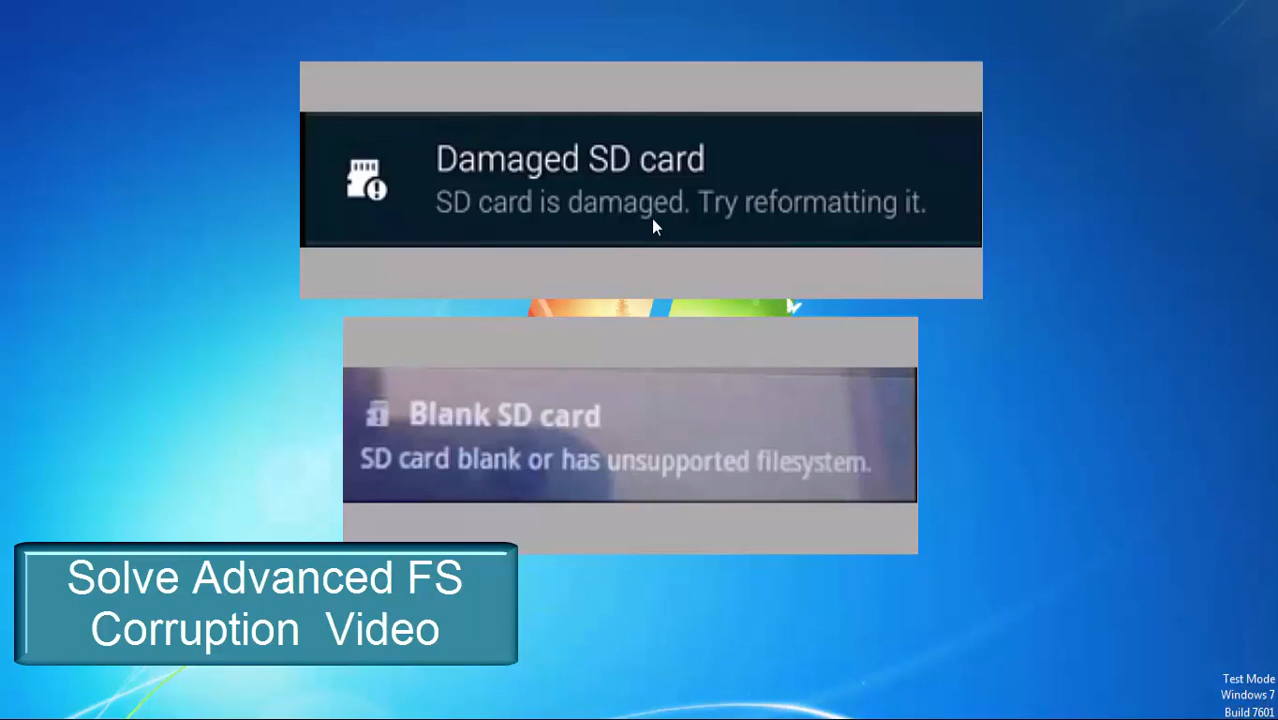 Damaged SD card
SD card is damaged. Try reformatting it.
Blank SD card
SD card blank or has unsupported filesystem.
Solve Advanced FS
Corruption Video
Test Mode
Windows 7
Build 7601